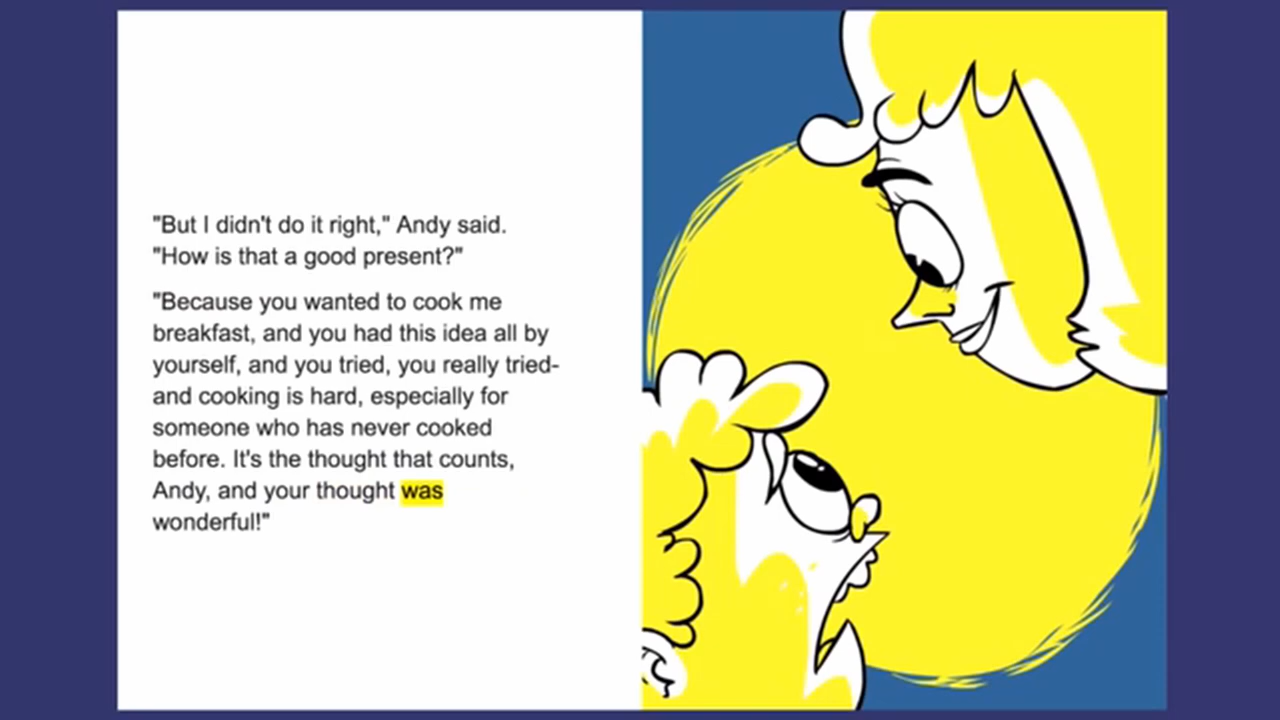 "But I didn't do it right," Andy said.
"How is that a good present?"
"Because you wanted to cook me
breakfast, and you had this idea all by
yourself, and you tried, you really tried-
and cooking is hard, especially for
someone who has never cooked
before. It's the thought that counts,
Andy, and your thought was
wonderful!"